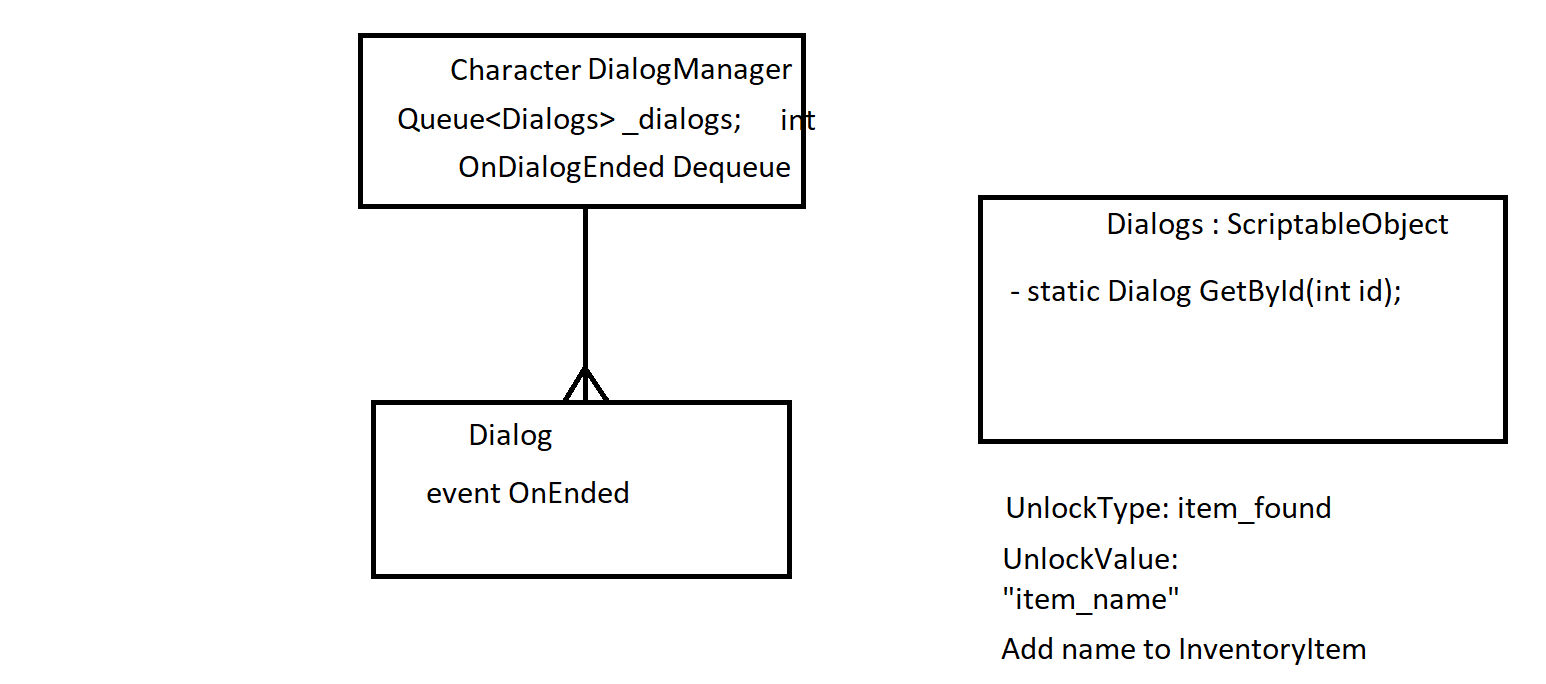 Character DialogManager
Queue<Dialogs> _dialogs; int
OnDialogEnded Dequeue
Dialog
event OnEnded
Dialogs : ScriptableObject
- static Dialog GetById(int id);
UnlockType: item_found
UnlockValue:
"item_name"
Add name to InventoryItem